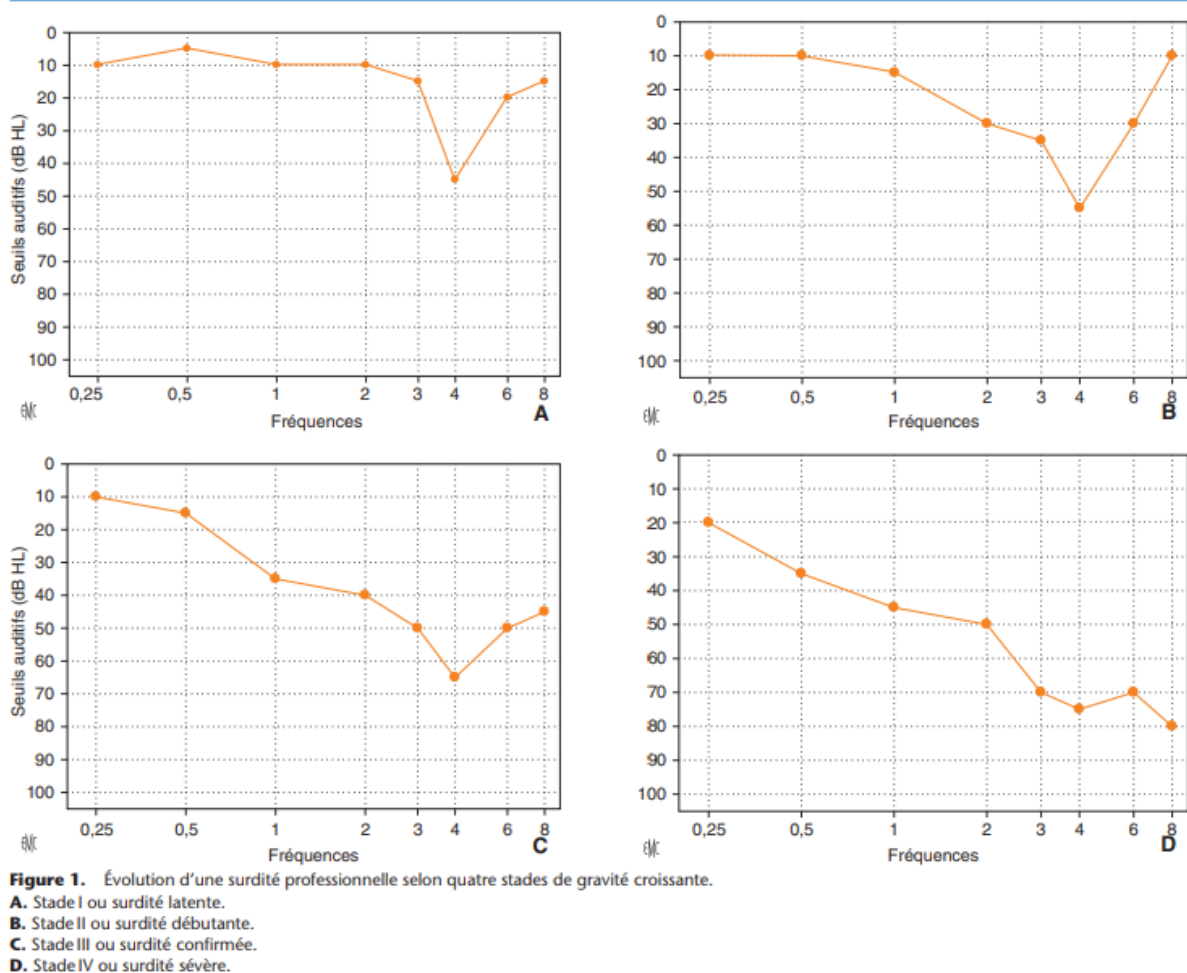 0
10
20
30
40
50
60
70
80
90
100
Seuils auditifs (dB HL)
0,25 0,5 1 2 3 4 6 8
Fréquences
EMC
A
0
10
20
30
40
50
60
70
80
90
100
0,25 0,5 1 2 3 4 6 8
Fréquences
EMC
B
0
10
20
30
40
50
60
70
80
90
100
Seuils auditifs (dB HL)
0,25 0,5 1 2 3 4 6 8
Fréquences
EMC
C
0
10
20
30
40
50
60
70
80
90
100
0,25 0,5 1 2 3 4 6 8
Fréquences
EMC
D
Figure 1. Évolution d'une surdité professionnelle selon quatre stades de gravité croissante.
A. Stade I ou surdité latente.
B. Stade II ou surdité débutante.
C. Stade III ou surdité confirmée.
D. Stade IV ou surdité sévère.